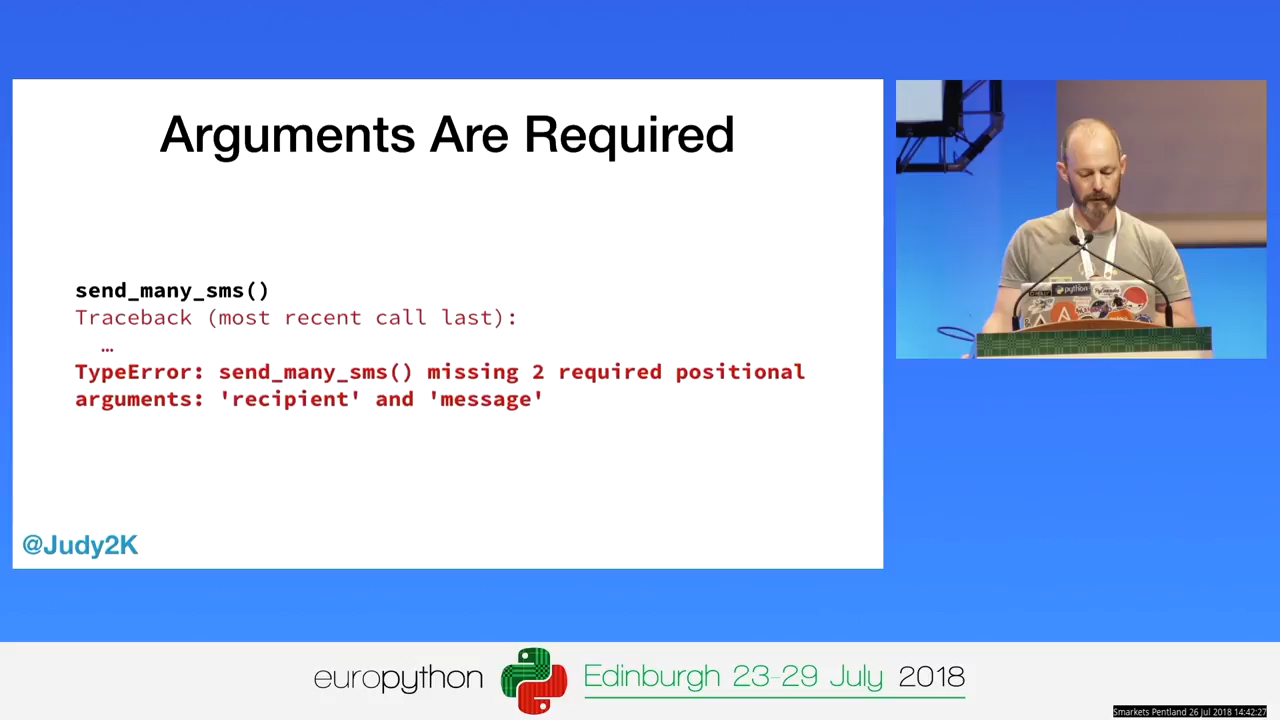 Arguments Are Required
send_many_sms()
Traceback (most recent call last):
…
TypeError: send_many_sms() missing 2 required positional
arguments: 'recipient' and 'message'
@Judy2K
python
europython
Edinburgh 23-29 July 2018
Smarkets Pentland 26 Jul 2018 14:42:27